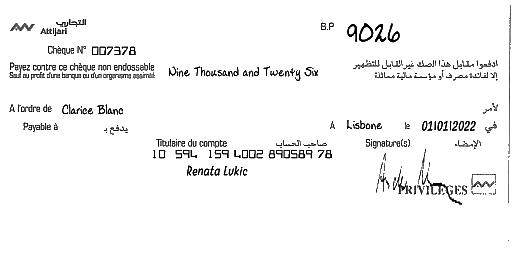 التجاري
Attijari
B.P 9026
Chèque N° 007378
Payez contre ce chèque non endossable
Sauf au profit d'une banque ou d'un organisme assimilé
Nine Thousand and Twenty Six
ادفعوا مقابل هذا الصك غير القابل للتظهير
إلا لفائدة مصرف أو مؤسسة مالية مماثلة
A l'ordre de Clarice Blanc لأمر
Payable à يدفع بـ
A Lisbone le 01/01/2022 في
Titulaire du compte صاحب الحساب
Signature(s) الإمضاء
10 594 159 4002 890589 78
Renata Lukic
PRIVILEGES